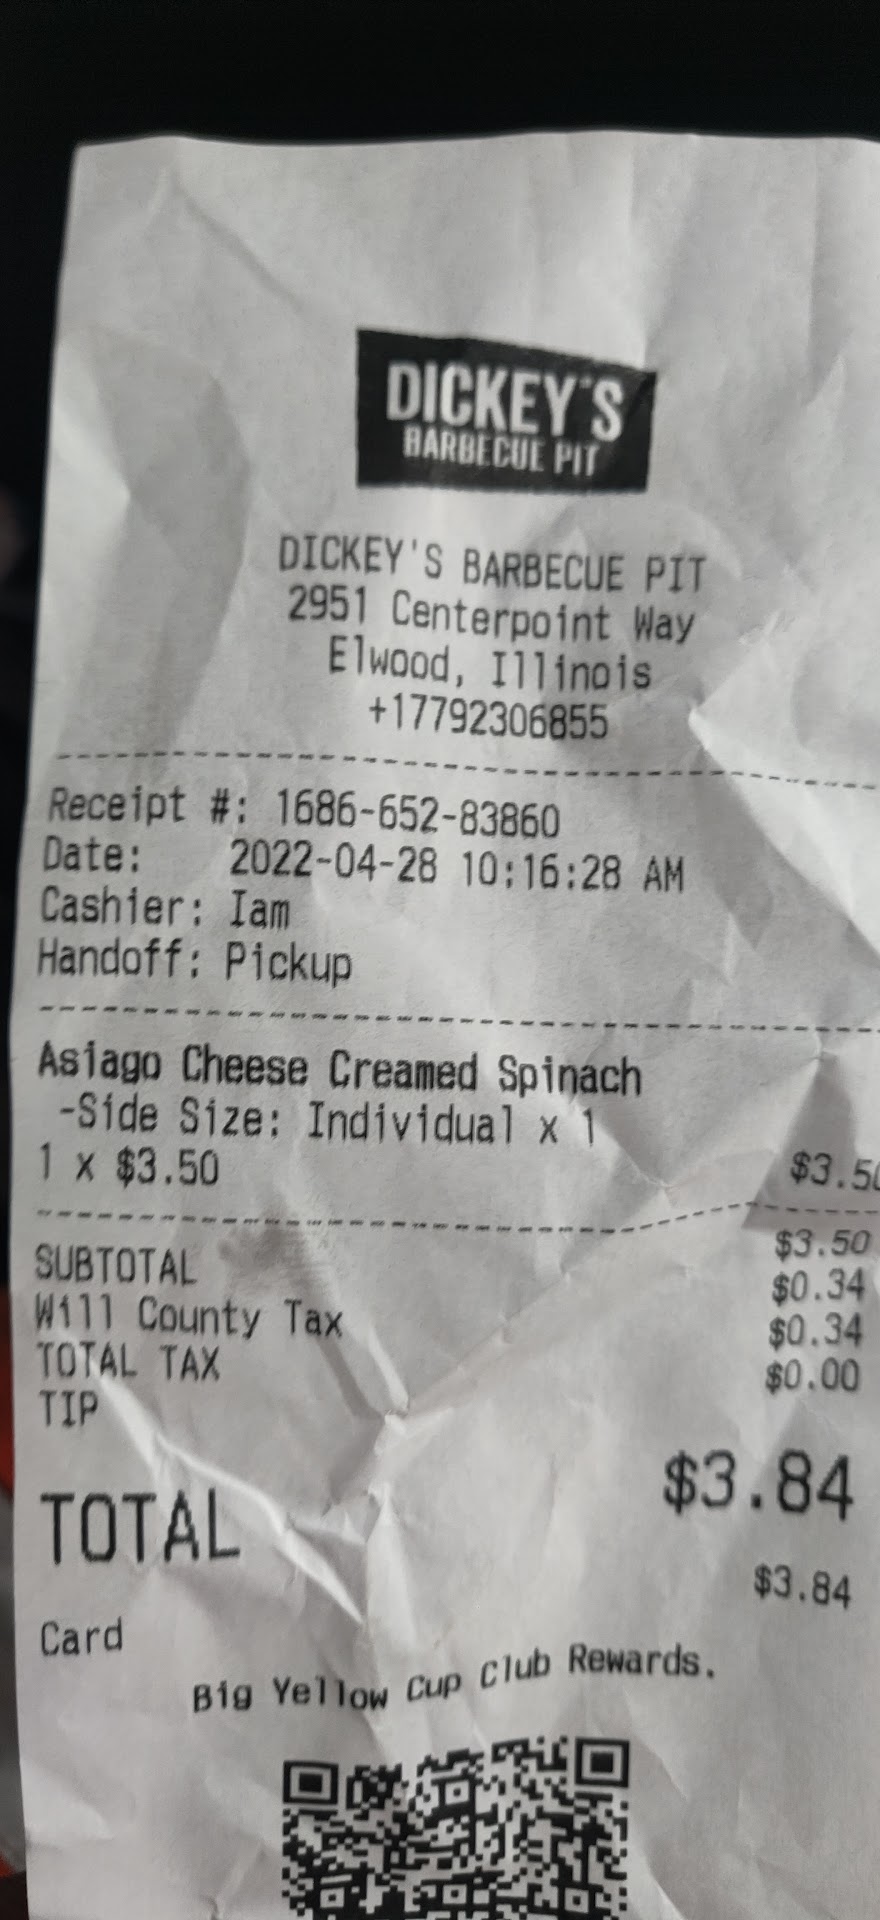 DICKEY'S
BARBECUE PIT
DICKEY'S BARBECUE PIT
2951 Centerpoint Way
Elwood, Illinois
+17792306855
Receipt #: 1686-652-83860
Date: 2022-04-28 10:16:28 AM
Cashier: Iam
Handoff: Pickup
Asiago Cheese Creamed Spinach
-Side Size: Individual x 1
1 x $3.50 $3.50
SUBTOTAL $3.50
Will County Tax $0.34
TOTAL TAX $0.34
TIP $0.00
TOTAL $3.84
Card $3.84
Big Yellow Cup Club Rewards.